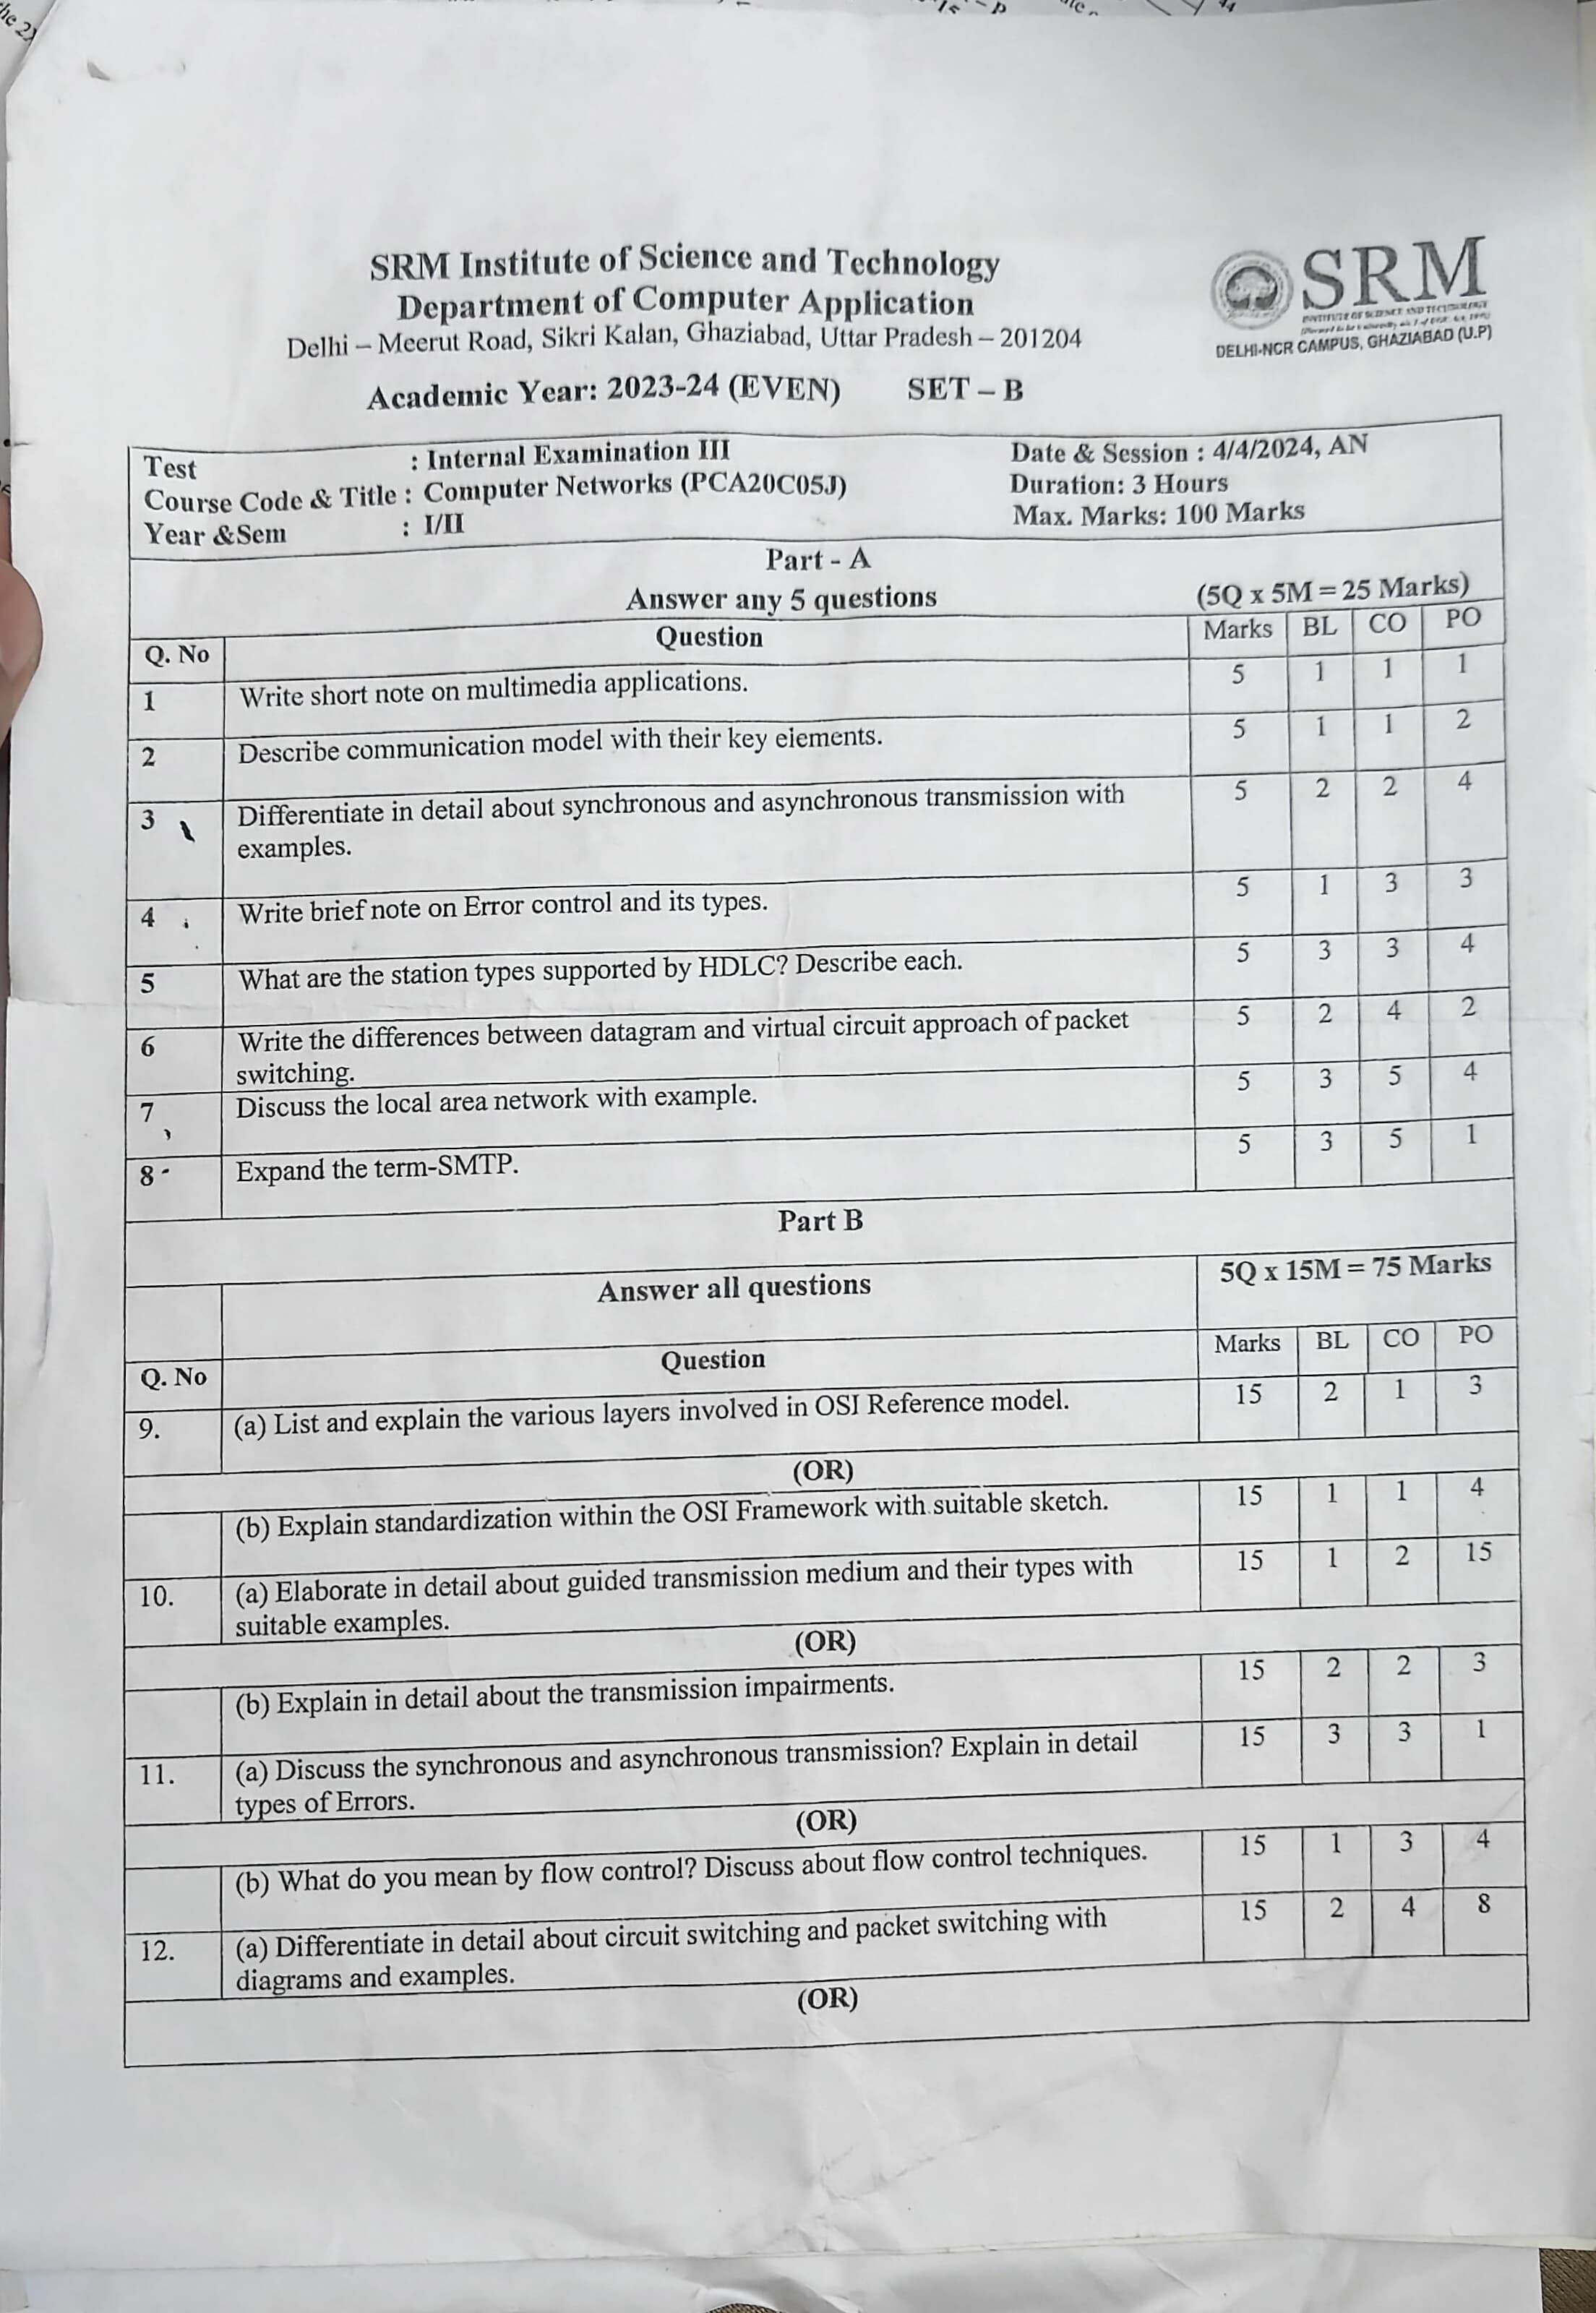 SRM Institute of Science and Technology
Department of Computer Application
Delhi – Meerut Road, Sikri Kalan, Ghaziabad, Uttar Pradesh – 201204
SRM
INSTITUTE OF SCIENCE AND TECHNOLOGY
DELHI-NCR CAMPUS, GHAZIABAD (U.P)
Academic Year: 2023-24 (EVEN) SET – B
Test : Internal Examination III Date & Session : 4/4/2024, AN
Course Code & Title : Computer Networks (PCA20C05J) Duration: 3 Hours
Year &Sem : I/II Max. Marks: 100 Marks
Part - A
Answer any 5 questions (5Q x 5M = 25 Marks)
Q. No Question Marks BL CO PO
1 Write short note on multimedia applications. 5 1 1 1
2 Describe communication model with their key elements. 5 1 1 2
3 Differentiate in detail about synchronous and asynchronous transmission with 5 2 2 4
examples.
4 Write brief note on Error control and its types. 5 1 3 3
5 What are the station types supported by HDLC? Describe each. 5 3 3 4
6 Write the differences between datagram and virtual circuit approach of packet 5 2 4 2
switching.
7 Discuss the local area network with example. 5 3 5 4
8 Expand the term-SMTP. 5 3 5 1
Part B
Answer all questions 5Q x 15M = 75 Marks
Q. No Question Marks BL CO PO
9. (a) List and explain the various layers involved in OSI Reference model. 15 2 1 3
(OR)
(b) Explain standardization within the OSI Framework with suitable sketch. 15 1 1 4
10. (a) Elaborate in detail about guided transmission medium and their types with 15 1 2 15
suitable examples.
(OR)
(b) Explain in detail about the transmission impairments. 15 2 2 3
11. (a) Discuss the synchronous and asynchronous transmission? Explain in detail 15 3 3 1
types of Errors.
(OR)
(b) What do you mean by flow control? Discuss about flow control techniques. 15 1 3 4
12. (a) Differentiate in detail about circuit switching and packet switching with 15 2 4 8
diagrams and examples.
(OR)